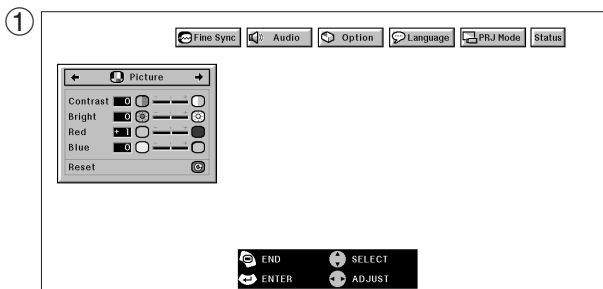 ①
Fine Sync Audio Option Language PRJ Mode Status
Picture
Contrast 0
Bright 0
Red + 1
Blue 0
Reset
END SELECT
ENTER ADJUST